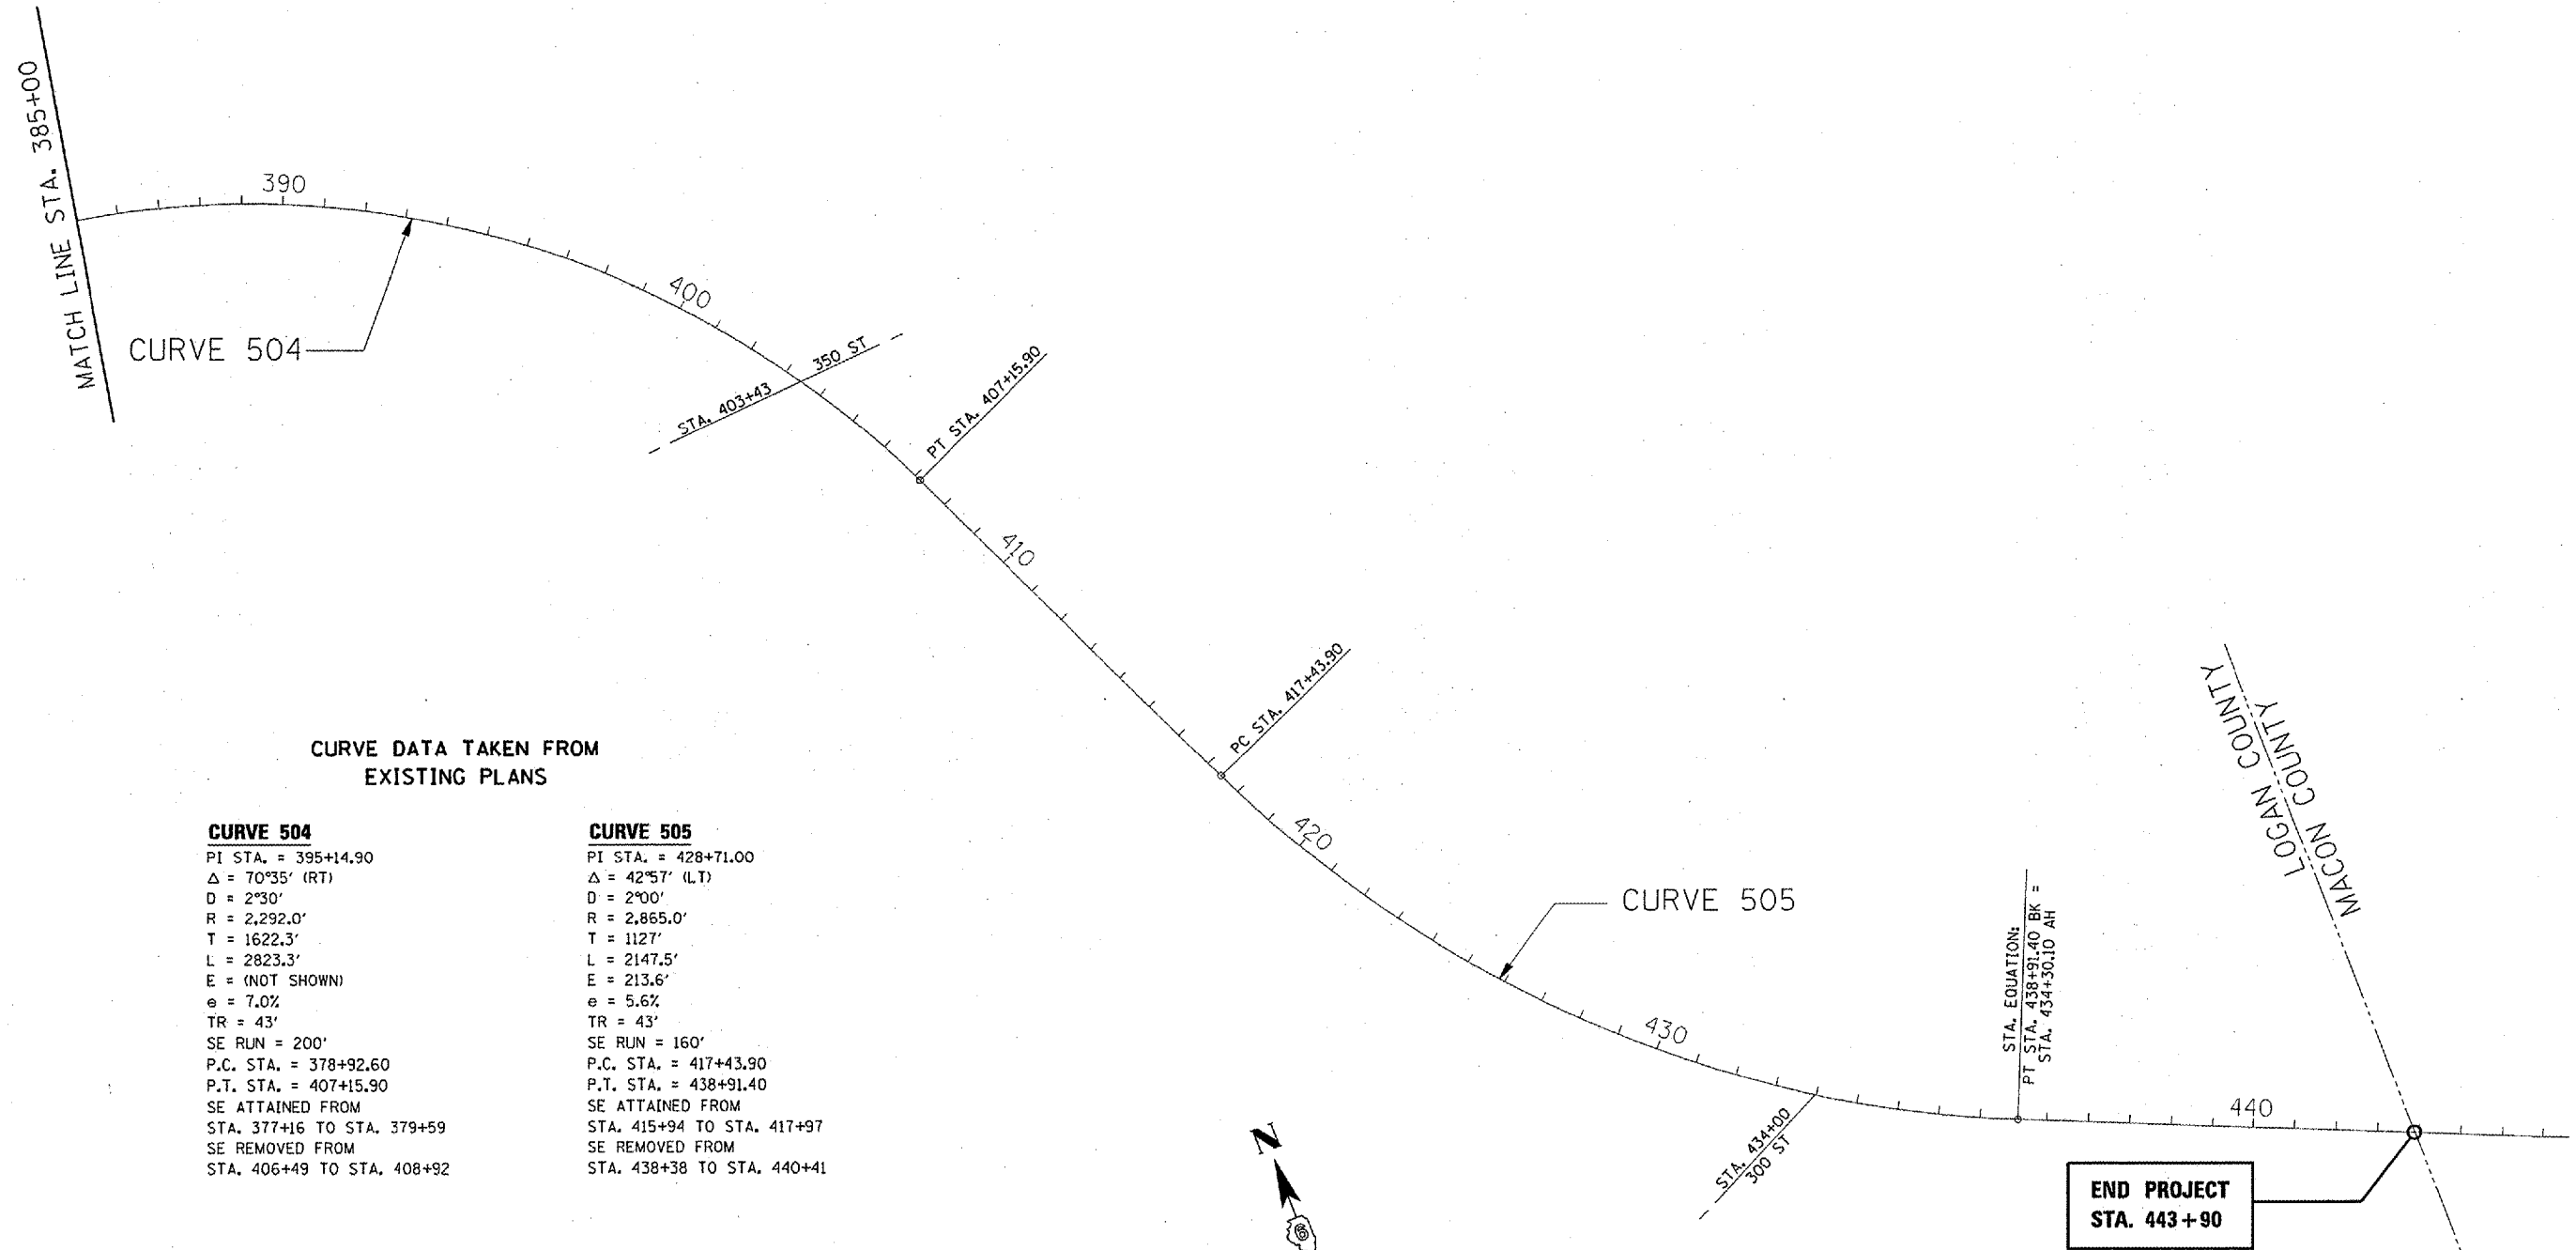 MATCH LINE STA. 385+00
390
CURVE 504
400
350 ST
STA. 403+43
PT STA. 407+15.90
410
PC STA. 417+43.90
420
CURVE 505
430
STA. 434+00
300 ST
STA. EQUATION:
PT STA. 438+91.40 BK =
STA. 434+30.10 AH
440
LOGAN COUNTY
MACON COUNTY
END PROJECT
STA. 443+90
N
6
CURVE DATA TAKEN FROM
EXISTING PLANS
CURVE 504
PI STA. = 395+14.90
Δ = 70°35' (RT)
D = 2°30'
R = 2,292.0'
T = 1622.3'
L = 2823.3'
E = (NOT SHOWN)
e = 7.0%
TR = 43'
SE RUN = 200'
P.C. STA. = 378+92.60
P.T. STA. = 407+15.90
SE ATTAINED FROM
STA. 377+16 TO STA. 379+59
SE REMOVED FROM
STA. 406+49 TO STA. 408+92
CURVE 505
PI STA. = 428+71.00
Δ = 42°57' (LT)
D = 2°00'
R = 2,865.0'
T = 1127'
L = 2147.5'
E = 213.6'
e = 5.6%
TR = 43'
SE RUN = 160'
P.C. STA. = 417+43.90
P.T. STA. = 438+91.40
SE ATTAINED FROM
STA. 415+94 TO STA. 417+97
SE REMOVED FROM
STA. 438+38 TO STA. 440+41